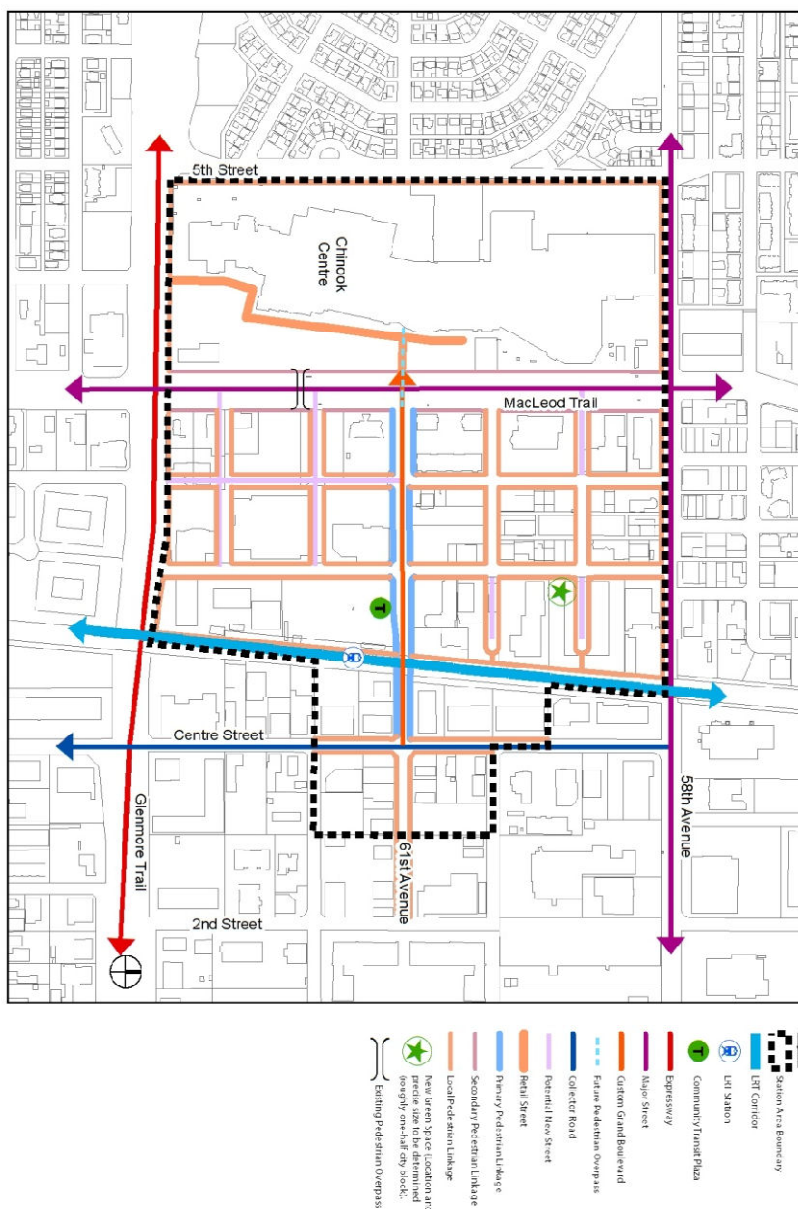 5th Street
Chinook
Centre
MacLeod Trail
T
Centre Street
58th Avenue
Glenmore Trail
61st Avenue
2nd Street
Station Area Boundary
LRT Corridor
LRT Station
T
Community Transit Plaza
Expressway
Major Street
Custom Grand Boulevard
Future Pedestrian Overpass
Collector Road
Potential New Street
Retail Street
Primary Pedestrian Linkage
Secondary Pedestrian Linkage
Local Pedestrian Linkage
New Green Space (Location and
precise size to be determined
(roughly one-half city block).
Existing Pedestrian Overpass